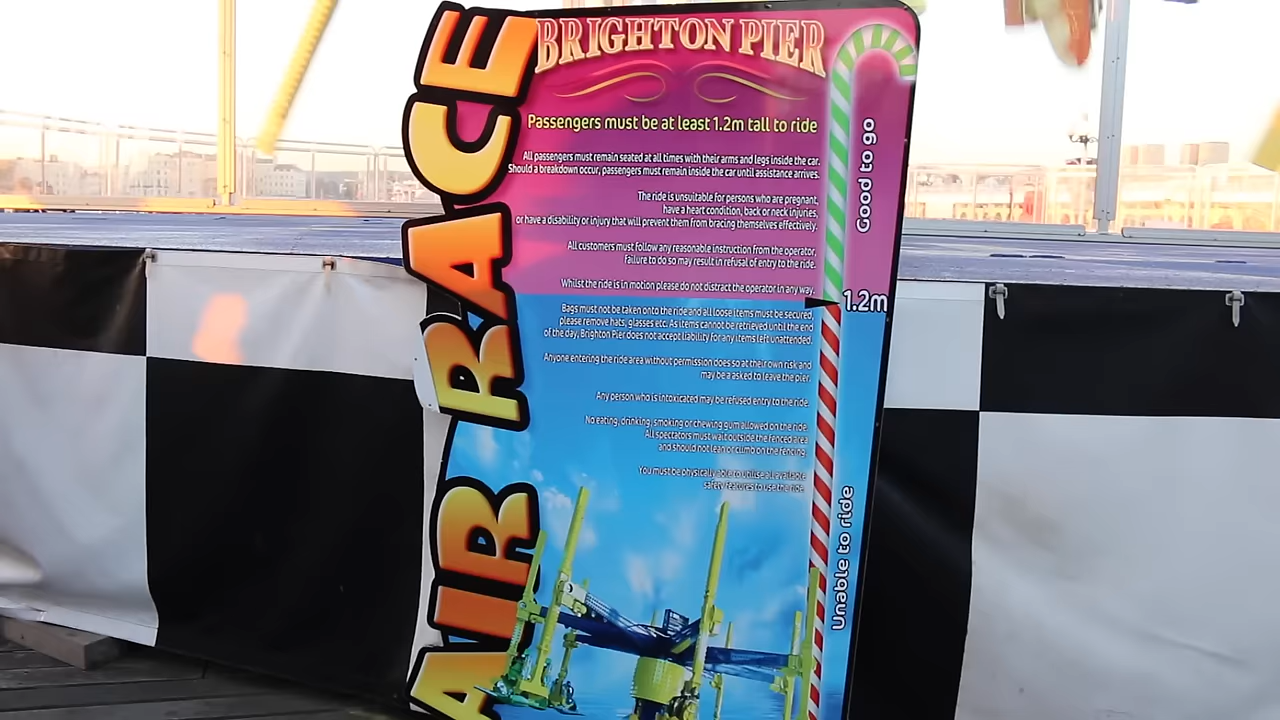 AIR RACE
BRIGHTON PIER
Passengers must be at least 1.2m tall to ride
All passengers must remain seated at all times with their arms and legs inside the car.
Should a breakdown occur, passengers must remain inside the car until assistance arrives.
The ride is unsuitable for persons who are pregnant,
have a heart condition, back or neck injuries,
or have a disability or injury that will prevent them from bracing themselves effectively.
All customers must follow any reasonable instruction from the operator,
failure to do so may result in refusal of entry to the ride.
Whilst the ride is in motion please do not distract the operator in any way.
Bags must not be taken onto the ride and all loose items must be secured,
please remove hats, glasses etc. As items cannot be retrieved until the end
of the day, Brighton Pier does not accept liability for any items left unattended.
Anyone entering the ride area without permission does so at their own risk and
may be a asked to leave the pier.
Any person who is intoxicated may be refused entry to the ride.
No eating, drinking, smoking or chewing gum allowed on the ride.
All spectators must wait outside the fenced area
and should not lean or climb on the fencing.
You must be physically able to utilise all available
safety features to use the ride.
Good to go
1.2m
Unable to ride